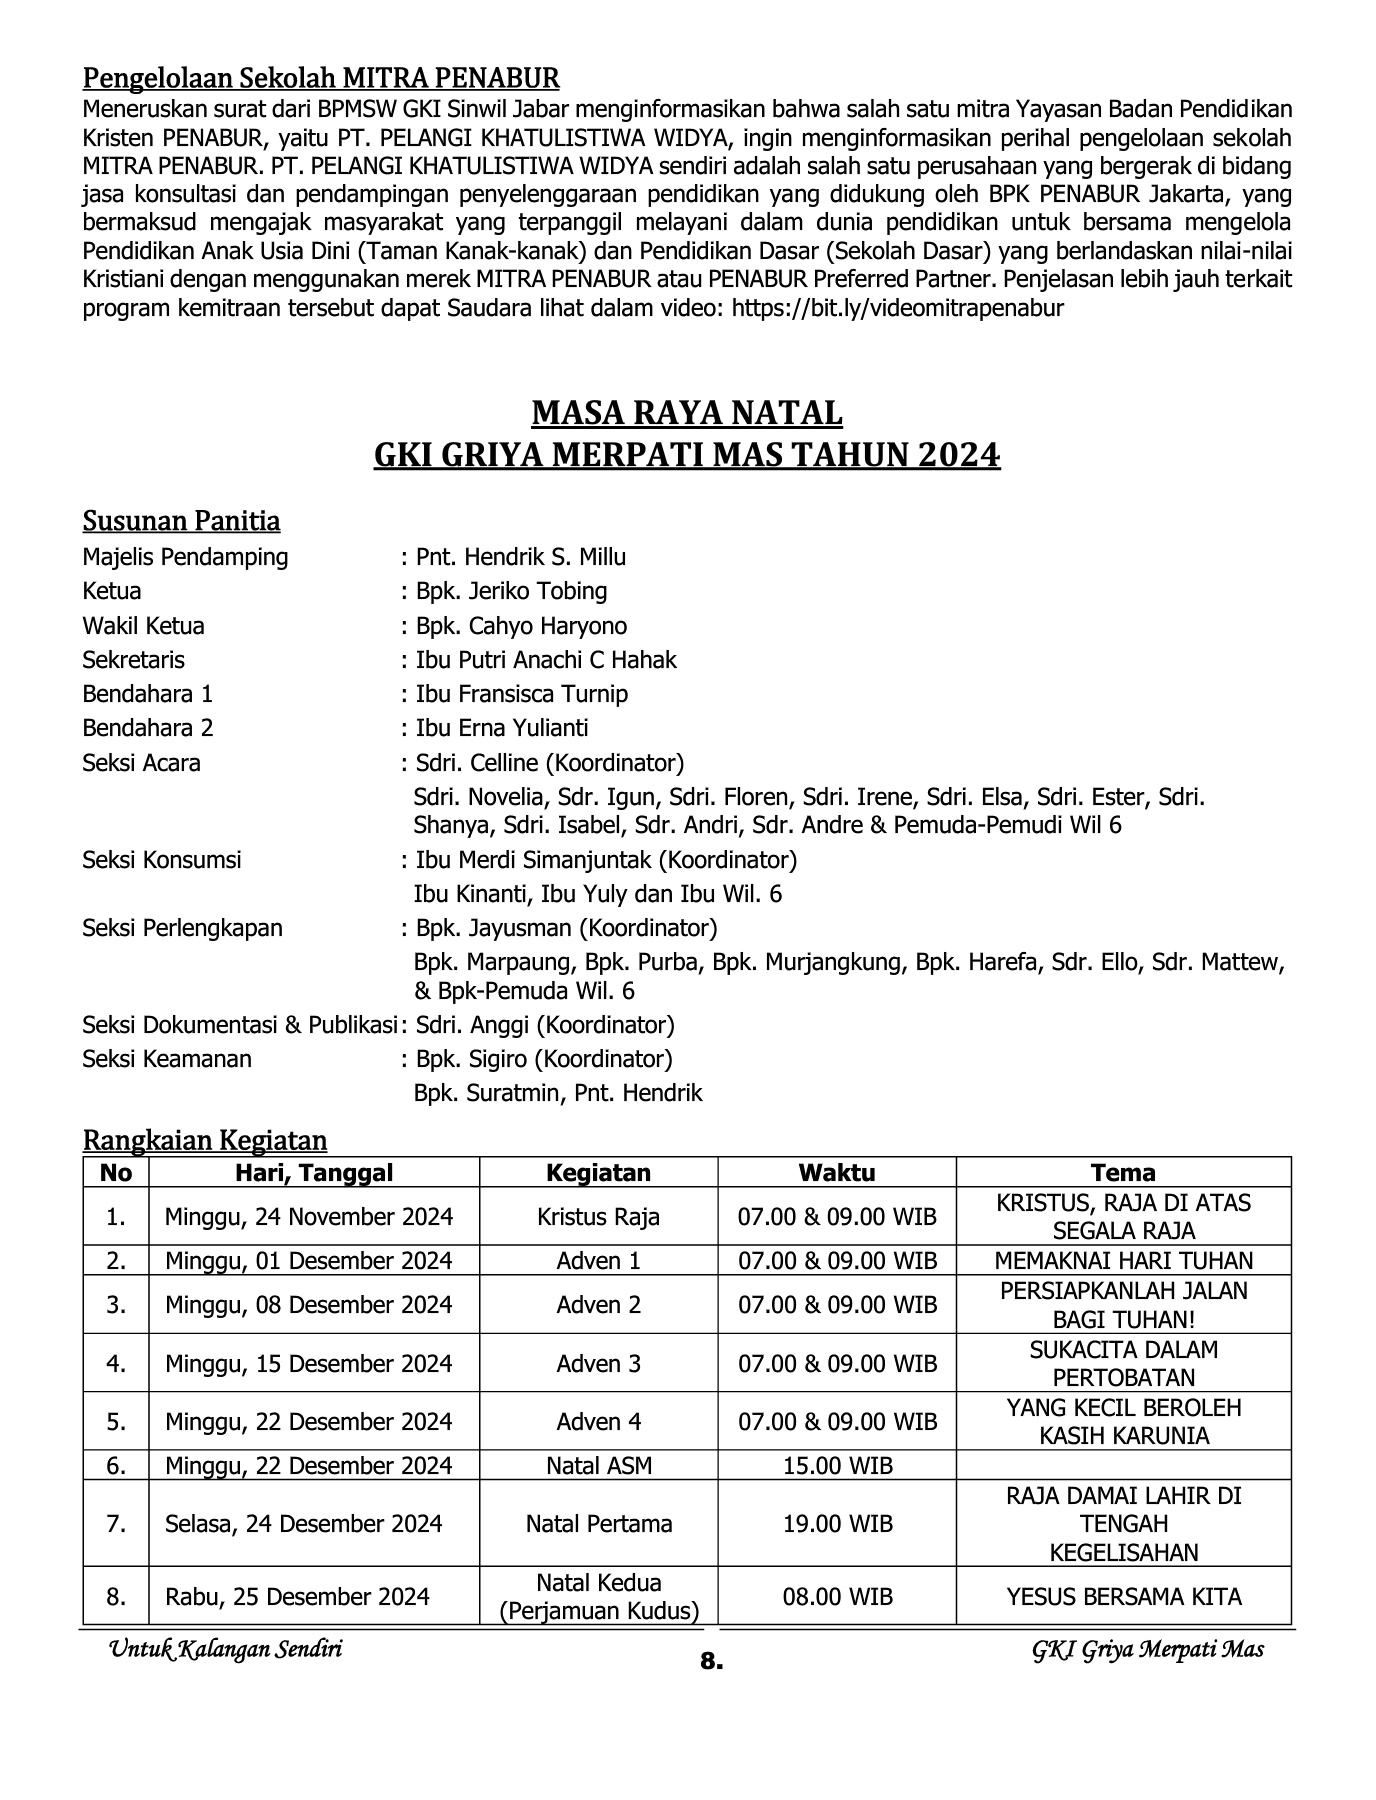 Pengelolaan Sekolah MITRA PENABUR
Meneruskan surat dari BPMSW GKI Sinwil Jabar menginformasikan bahwa salah satu mitra Yayasan Badan Pendidikan
Kristen PENABUR, yaitu PT. PELANGI KHATULISTIWA WIDYA, ingin menginformasikan perihal pengelolaan sekolah
MITRA PENABUR. PT. PELANGI KHATULISTIWA WIDYA sendiri adalah salah satu perusahaan yang bergerak di bidang
jasa konsultasi dan pendampingan penyelenggaraan pendidikan yang didukung oleh BPK PENABUR Jakarta, yang
bermaksud mengajak masyarakat yang terpanggil melayani dalam dunia pendidikan untuk bersama mengelola
Pendidikan Anak Usia Dini (Taman Kanak-kanak) dan Pendidikan Dasar (Sekolah Dasar) yang berlandaskan nilai-nilai
Kristiani dengan menggunakan merek MITRA PENABUR atau PENABUR Preferred Partner. Penjelasan lebih jauh terkait
program kemitraan tersebut dapat Saudara lihat dalam video: https://bit.ly/videomitrapenabur
MASA RAYA NATAL
GKI GRIYA MERPATI MAS TAHUN 2024
Susunan Panitia
Majelis Pendamping : Pnt. Hendrik S. Millu
Ketua : Bpk. Jeriko Tobing
Wakil Ketua : Bpk. Cahyo Haryono
Sekretaris : Ibu Putri Anachi C Hahak
Bendahara 1 : Ibu Fransisca Turnip
Bendahara 2 : Ibu Erna Yulianti
Seksi Acara : Sdri. Celline (Koordinator)
Sdri. Novelia, Sdr. Igun, Sdri. Floren, Sdri. Irene, Sdri. Elsa, Sdri. Ester, Sdri.
Shanya, Sdri. Isabel, Sdr. Andri, Sdr. Andre & Pemuda-Pemudi Wil 6
Seksi Konsumsi : Ibu Merdi Simanjuntak (Koordinator)
Ibu Kinanti, Ibu Yuly dan Ibu Wil. 6
Seksi Perlengkapan : Bpk. Jayusman (Koordinator)
Bpk. Marpaung, Bpk. Purba, Bpk. Murjangkung, Bpk. Harefa, Sdr. Ello, Sdr. Mattew,
& Bpk-Pemuda Wil. 6
Seksi Dokumentasi & Publikasi : Sdri. Anggi (Koordinator)
Seksi Keamanan : Bpk. Sigiro (Koordinator)
Bpk. Suratmin, Pnt. Hendrik
Rangkaian Kegiatan
No Hari, Tanggal Kegiatan Waktu Tema
1. Minggu, 24 November 2024 Kristus Raja 07.00 & 09.00 WIB KRISTUS, RAJA DI ATAS
SEGALA RAJA
2. Minggu, 01 Desember 2024 Adven 1 07.00 & 09.00 WIB MEMAKNAI HARI TUHAN
3. Minggu, 08 Desember 2024 Adven 2 07.00 & 09.00 WIB PERSIAPKANLAH JALAN
BAGI TUHAN!
4. Minggu, 15 Desember 2024 Adven 3 07.00 & 09.00 WIB SUKACITA DALAM
PERTOBATAN
5. Minggu, 22 Desember 2024 Adven 4 07.00 & 09.00 WIB YANG KECIL BEROLEH
KASIH KARUNIA
6. Minggu, 22 Desember 2024 Natal ASM 15.00 WIB
7. Selasa, 24 Desember 2024 Natal Pertama 19.00 WIB RAJA DAMAI LAHIR DI
TENGAH
KEGELISAHAN
8. Rabu, 25 Desember 2024 Natal Kedua
(Perjamuan Kudus) 08.00 WIB YESUS BERSAMA KITA
Untuk Kalangan Sendiri 8. GKI Griya Merpati Mas